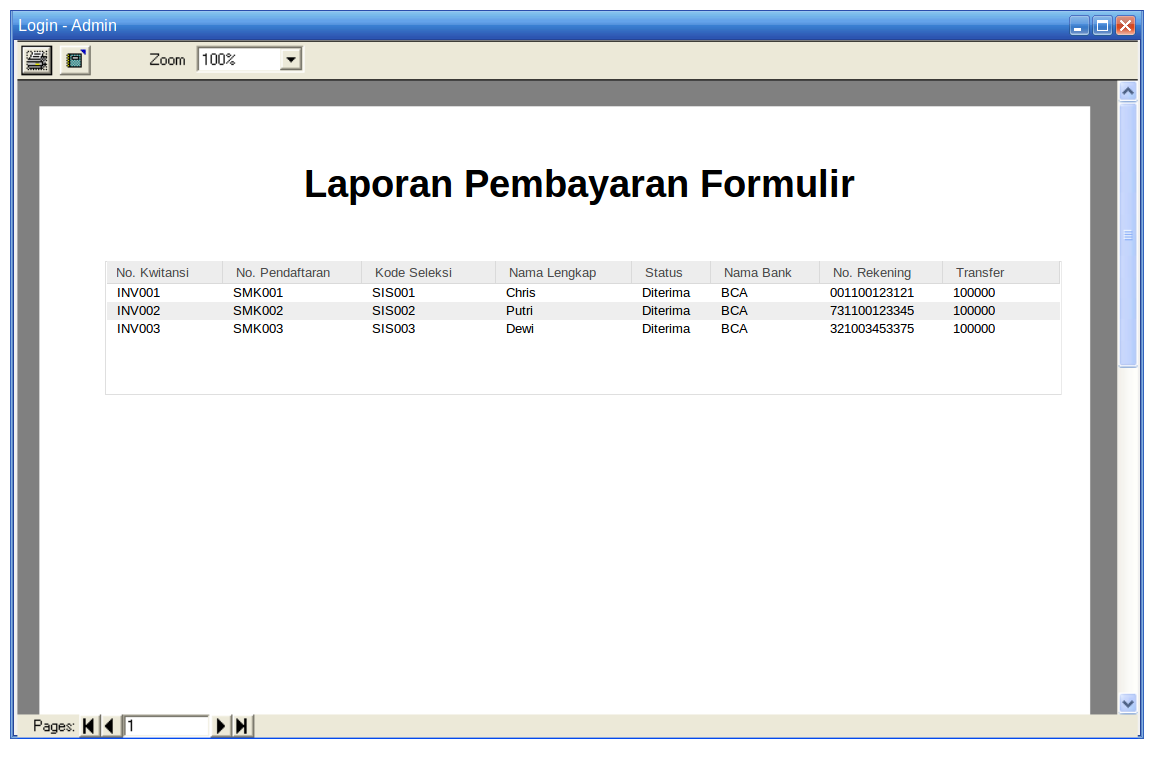 Login - Admin
Zoom 100%
Laporan Pembayaran Formulir
No. Kwitansi No. Pendaftaran Kode Seleksi Nama Lengkap Status Nama Bank No. Rekening Transfer
INV001 SMK001 SIS001 Chris Diterima BCA 001100123121 100000
INV002 SMK002 SIS002 Putri Diterima BCA 731100123345 100000
INV003 SMK003 SIS003 Dewi Diterima BCA 321003453375 100000
Pages: 1